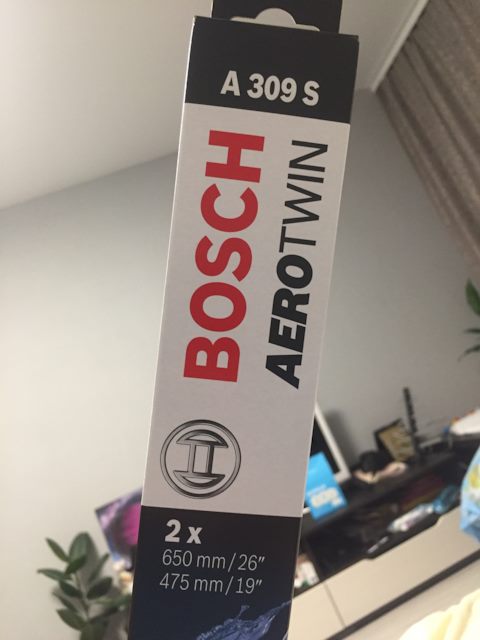 A 309 S
BOSCH
AEROTWIN
2 x
650 mm/26"
475 mm/19"